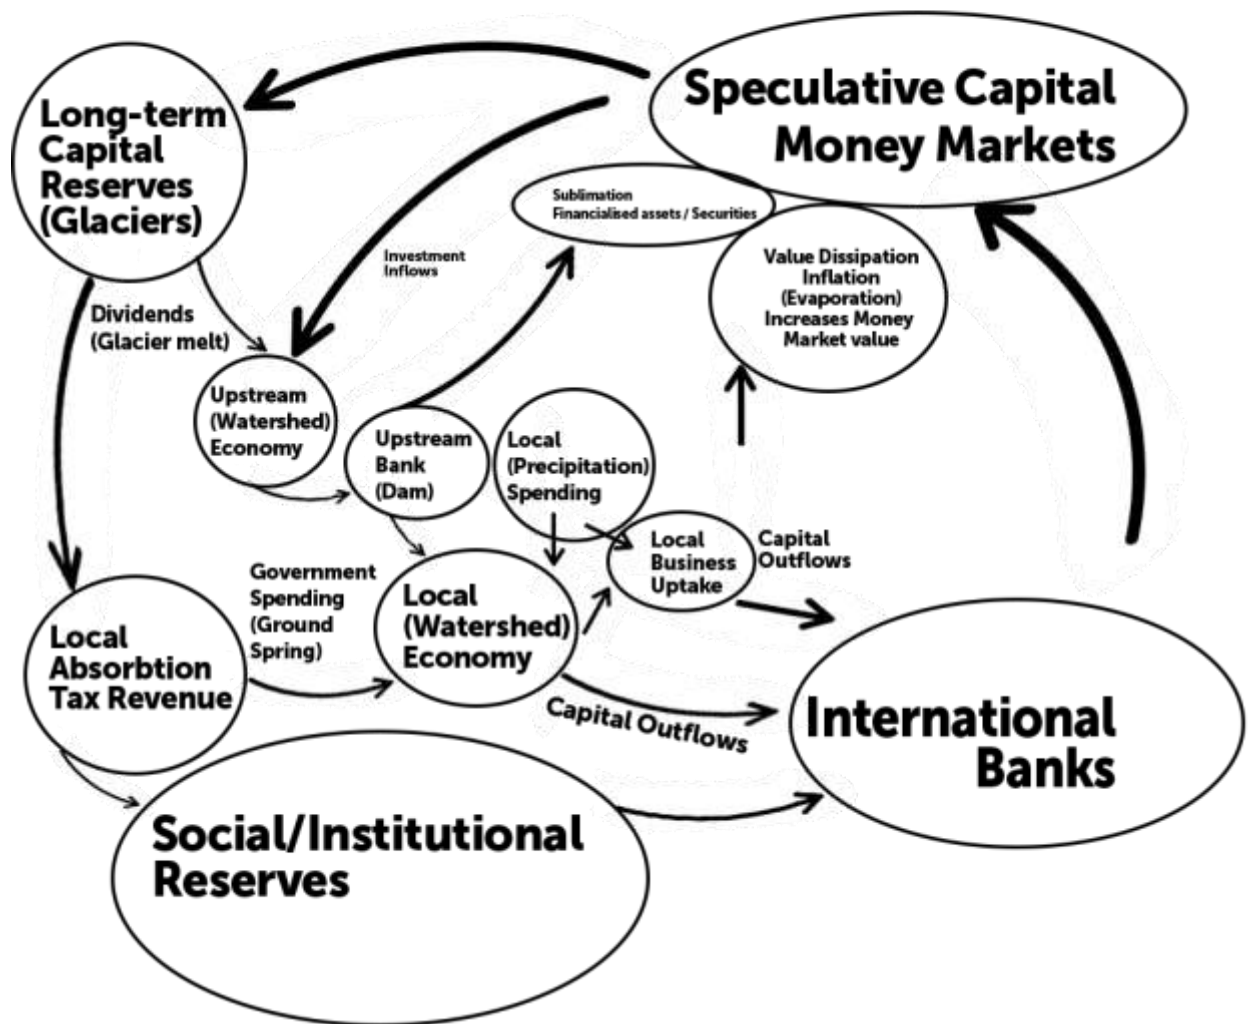 Speculative Capital
Money Markets
Long-term
Capital
Reserves
(Glaciers)
Sublimation
Financialised assets / Securities
Investment
Inflows
Value Dissipation
Inflation
(Evaporation)
Increases Money
Market value
Dividends
(Glacier melt)
Upstream
(Watershed)
Economy
Upstream
Bank
(Dam)
Local
(Precipitation)
Spending
Local
Business
Uptake
Capital
Outflows
Government
Spending
(Ground
Spring)
Local
(Watershed)
Economy
Local
Absorbtion
Tax Revenue
Capital Outflows
International
Banks
Social/Institutional
Reserves